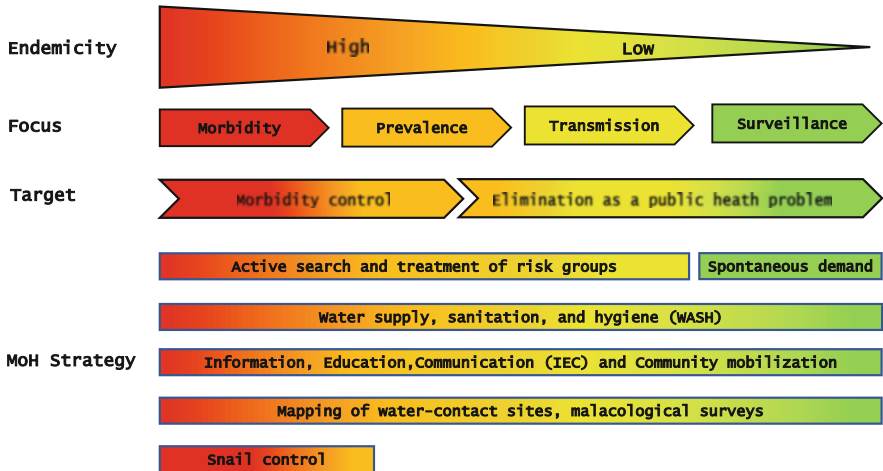 Endemicity High Low
Focus Morbidity Prevalence Transmission Surveillance
Target Morbidity control Elimination as a public heath problem
Active search and treatment of risk groups Spontaneous demand
Water supply, sanitation, and hygiene (WASH)
MoH Strategy Information, Education,Communication (IEC) and Community mobilization
Mapping of water-contact sites, malacological surveys
Snail control